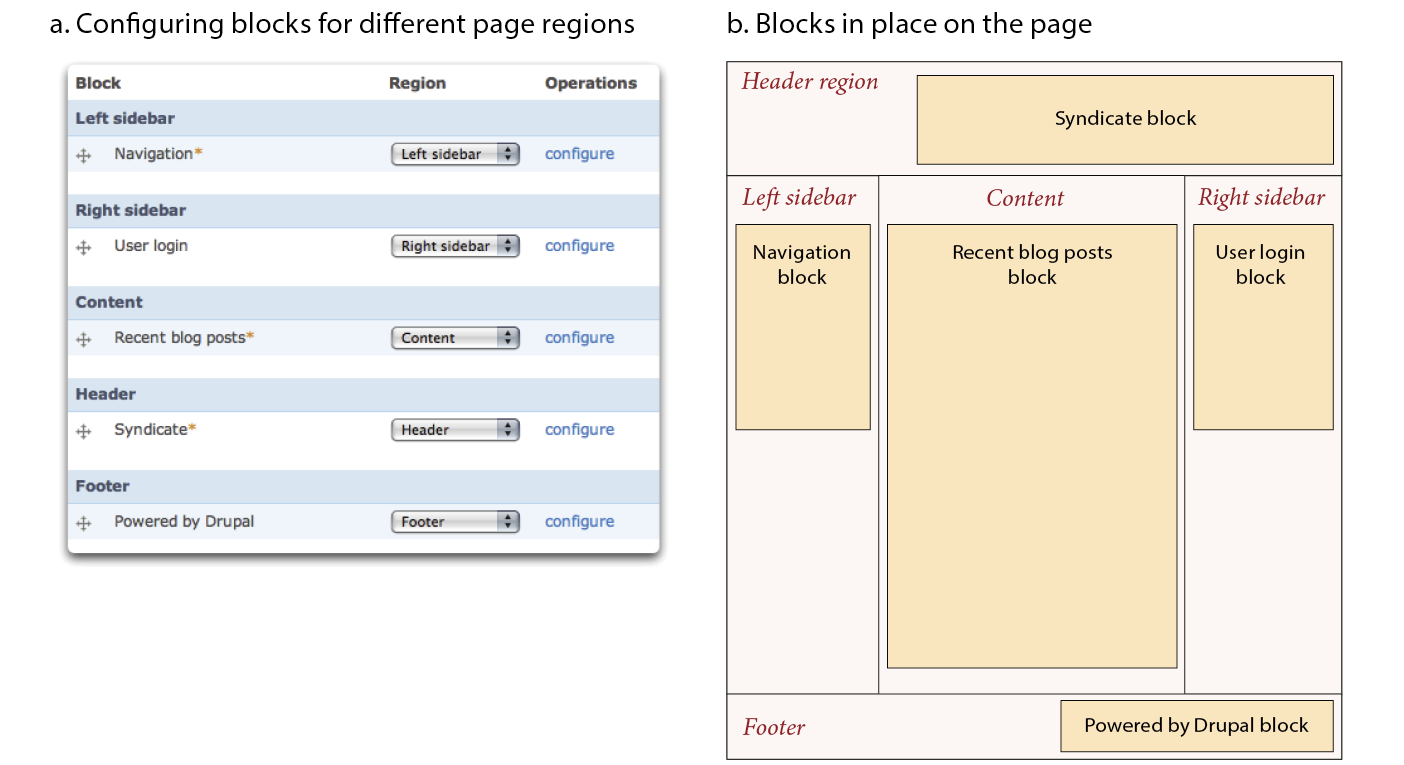 a. Configuring blocks for different page regions
Block Region Operations
Left sidebar
Navigation* Left sidebar configure
Right sidebar
User login Right sidebar configure
Content
Recent blog posts* Content configure
Header
Syndicate* Header configure
Footer
Powered by Drupal Footer configure
b. Blocks in place on the page
Header region
Syndicate block
Left sidebar
Navigation
block
Content
Recent blog posts
block
Right sidebar
User login
block
Footer
Powered by Drupal block